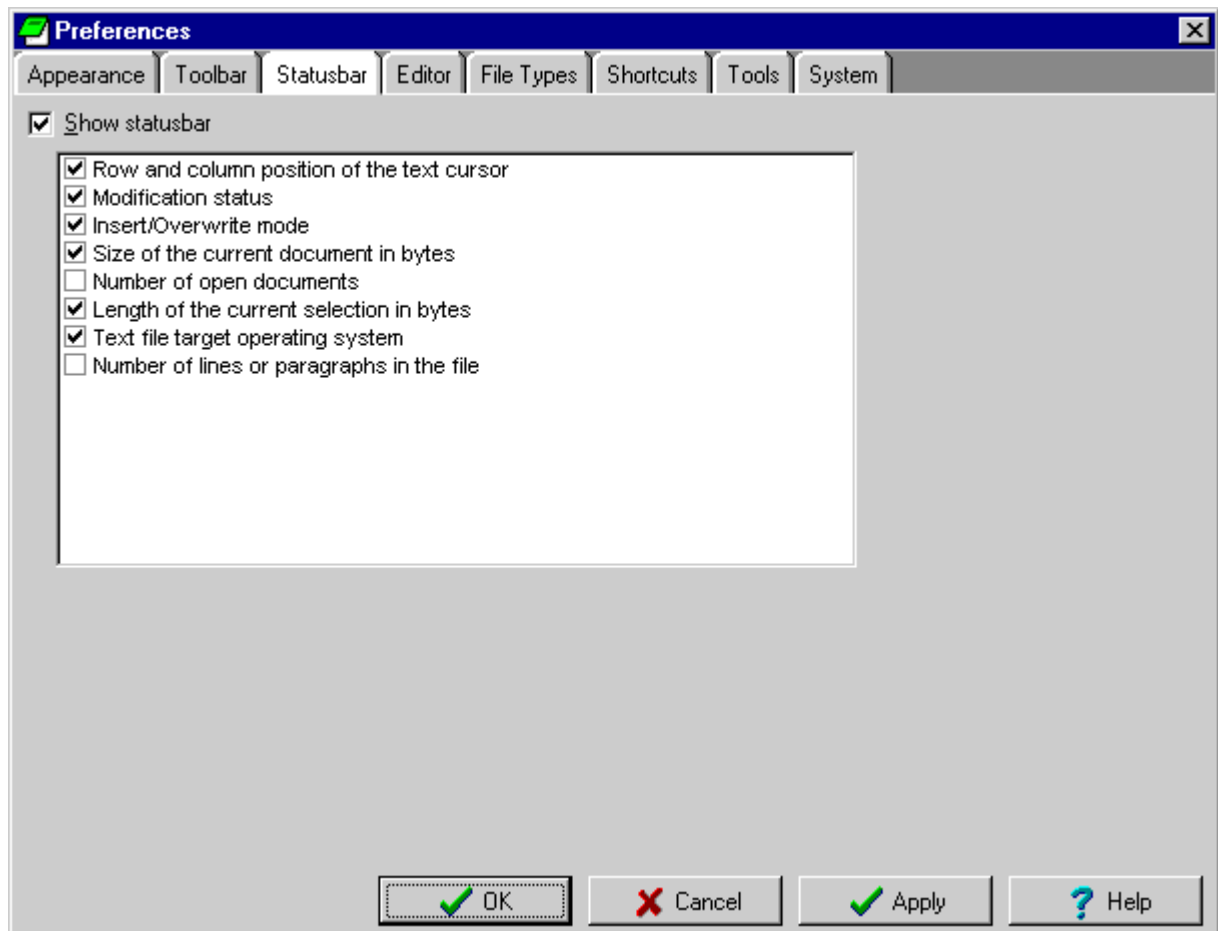 Preferences
Appearance Toolbar Statusbar Editor File Types Shortcuts Tools System
Show statusbar
Row and column position of the text cursor
Modification status
Insert/Overwrite mode
Size of the current document in bytes
Number of open documents
Length of the current selection in bytes
Text file target operating system
Number of lines or paragraphs in the file
OK Cancel Apply ? Help